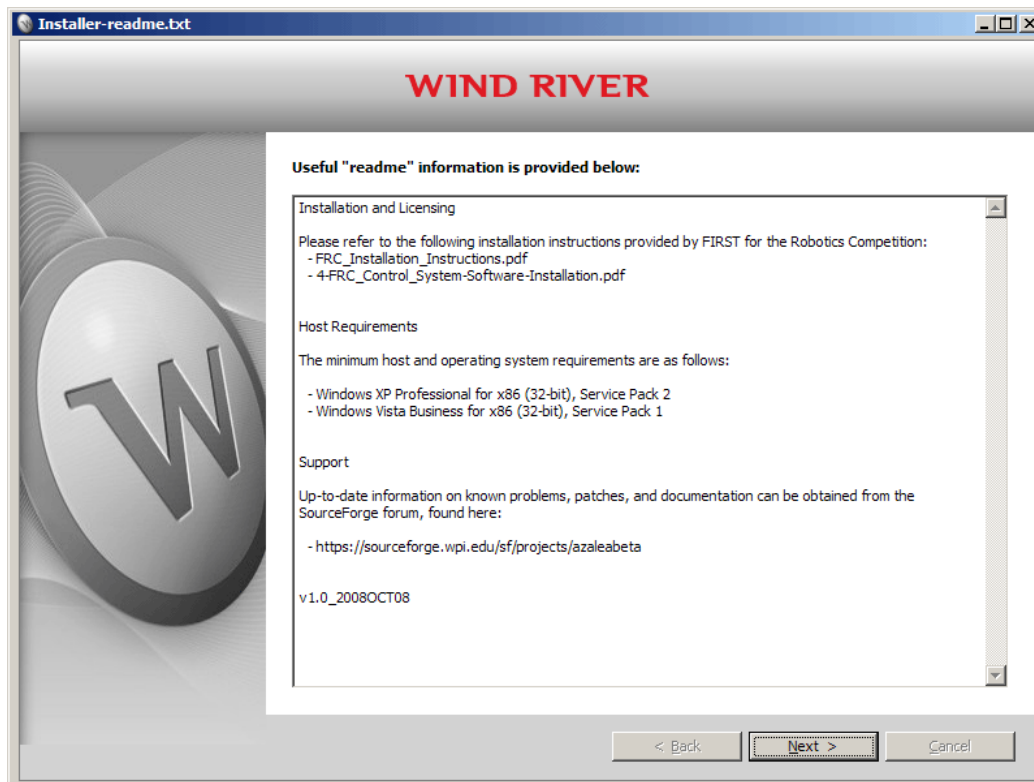 Installer-readme.txt
WIND RIVER
Useful "readme" information is provided below:
Installation and Licensing
Please refer to the following installation instructions provided by FIRST for the Robotics Competition:
- FRC_Installation_Instructions.pdf
- 4-FRC_Control_System-Software-Installation.pdf
Host Requirements
The minimum host and operating system requirements are as follows:
- Windows XP Professional for x86 (32-bit), Service Pack 2
- Windows Vista Business for x86 (32-bit), Service Pack 1
Support
Up-to-date information on known problems, patches, and documentation can be obtained from the
SourceForge forum, found here:
- https://sourceforge.wpi.edu/sf/projects/azaleabeta
v1.0_2008OCT08
W
< Back Next > Cancel